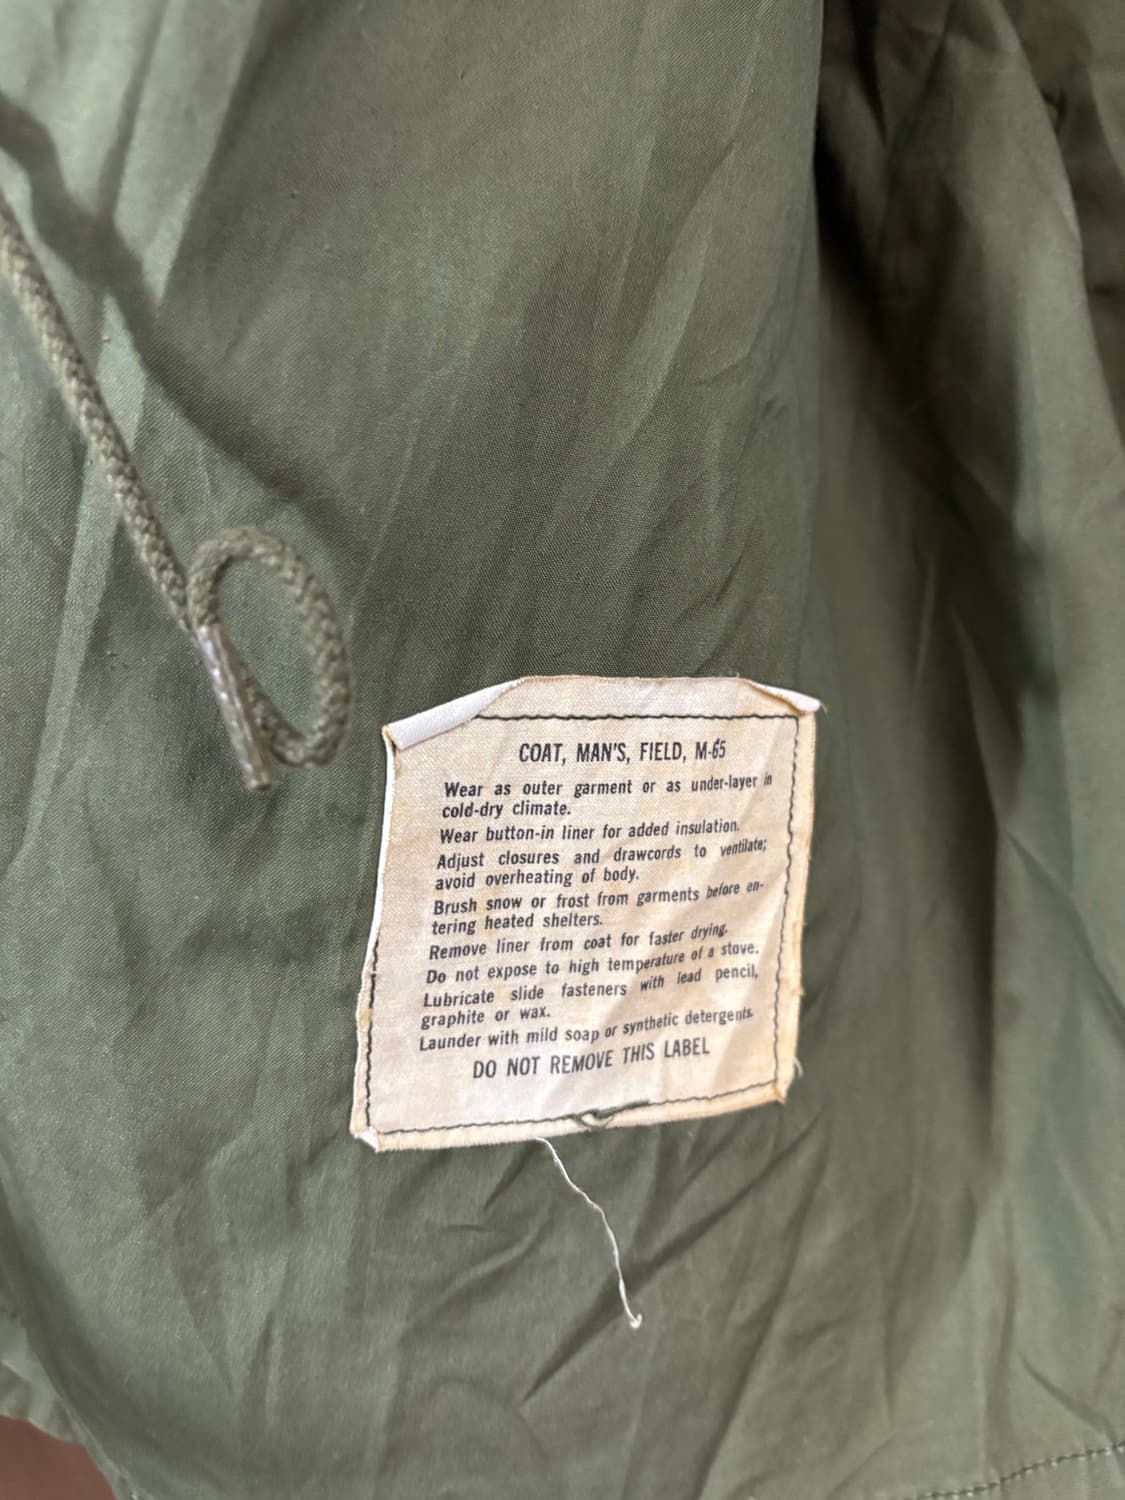 COAT, MAN'S, FIELD, M-65
Wear as outer garment or as under-layer in
cold-dry climate.
Wear button-in liner for added insulation.
Adjust closures and drawcords to ventilate;
avoid overheating of body.
Brush snow or frost from garments before en-
tering heated shelters.
Remove liner from coat for faster drying.
Do not expose to high temperature of a stove.
Lubricate slide fasteners with lead pencil,
graphite or wax.
Launder with mild soap or synthetic detergents.
DO NOT REMOVE THIS LABEL